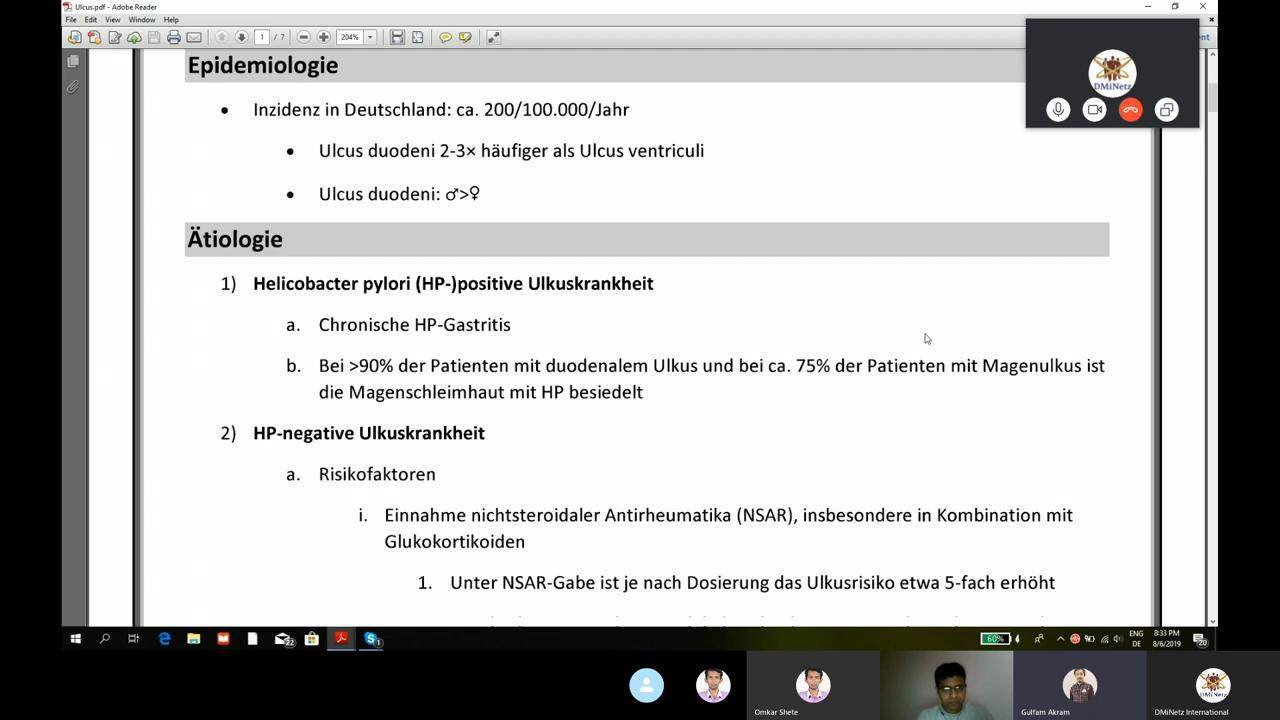 Ulcus.pdf - Adobe Reader
File Edit View Window Help
1 / 7 204%
Epidemiologie
• Inzidenz in Deutschland: ca. 200/100.000/Jahr
• Ulcus duodeni 2-3× häufiger als Ulcus ventriculi
• Ulcus duodeni: ♂>♀
Ätiologie
1) Helicobacter pylori (HP-)positive Ulkuskrankheit
a. Chronische HP-Gastritis
b. Bei >90% der Patienten mit duodenalem Ulkus und bei ca. 75% der Patienten mit Magenulkus ist
die Magenschleimhaut mit HP besiedelt
2) HP-negative Ulkuskrankheit
a. Risikofaktoren
i. Einnahme nichtsteroidaler Antirheumatika (NSAR), insbesondere in Kombination mit
Glukokortikoiden
1. Unter NSAR-Gabe ist je nach Dosierung das Ulkusrisiko etwa 5-fach erhöht
DMiNetz
22
1
60%
ENG
DE
8:33 PM
8/6/2019
20
Omkar Shete
Gulfam Akram
DMiNetz
DMiNetz International